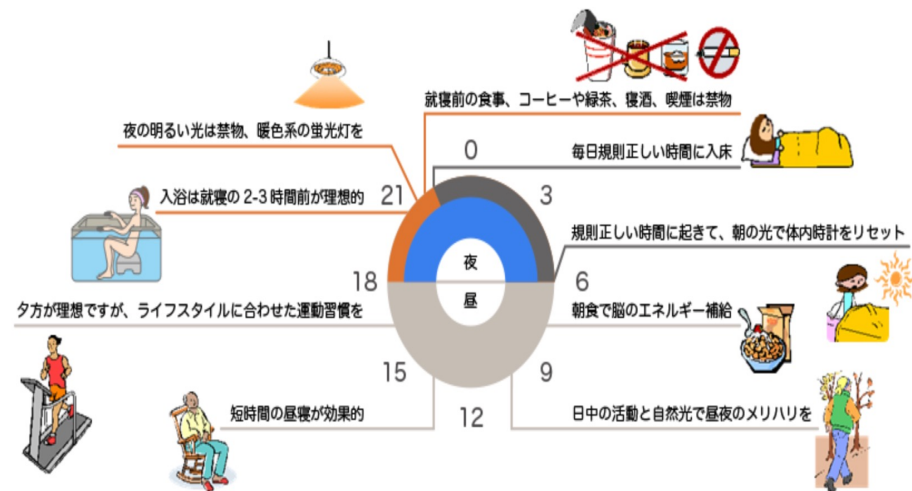 就寝前の食事、コーヒーや緑茶、寝酒、喫煙は禁物
夜の明るい光は禁物、暖色系の蛍光灯を
毎日規則正しい時間に入床
入浴は就寝の2-3時間前が理想的
規則正しい時間に起きて、朝の光で体内時計をリセット
夕方が理想ですが、ライフスタイルに合わせた運動習慣を
朝食で脳のエネルギー補給
短時間の昼寝が効果的
日中の活動と自然光で昼夜のメリハリを
0
3
6
9
12
15
18
21
夜
昼